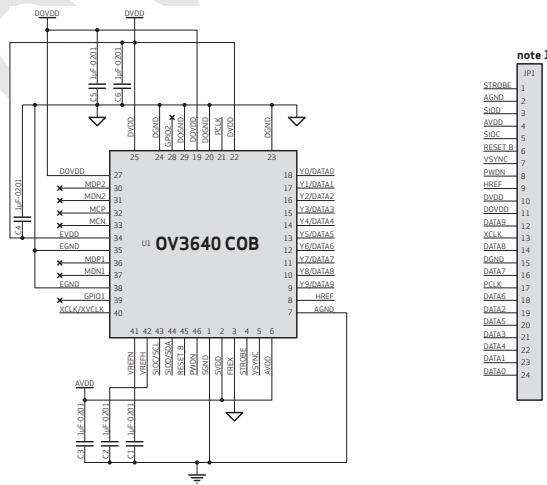 DOVDD
DVDD
1μF-0201
C5
1μF-0201
C6
1μF-0201
C4
DVDD
DGND
GPIO2
DOGND
DOVDD
DOGND
PCLK
DVDD
DGND
25
24
28
29
19
20
21
22
23
DOVDD
27
MDP2
30
MDN2
31
MCP
32
MCN
33
EVDD
34
EGND
35
MDP1
36
MDN1
37
EGND
38
GPIO1
39
XCLK/XVCLK
40
U1
OV3640 COB
18
Y0/DATA0
17
Y1/DATA1
16
Y2/DATA2
15
Y3/DATA3
14
Y4/DATA4
13
Y5/DATA5
12
Y6/DATA6
11
Y7/DATA7
10
Y8/DATA8
9
Y9/DATA9
8
HREF
7
AGND
41
42
43
44
45
46
1
2
3
4
5
6
VREFN
VREFH
SIOC/SCL
SIOD/SDA
RESET B
PWDN
SGND
SVDD
FREX
STROBE
VSYNC
AVDD
AVDD
1μF-0201
C3
1μF-0201
C2
1μF-0201
C1
note 1
JP1
STROBE 1
AGND 2
SIOD 3
AVDD 4
SIOC 5
RESET B 6
VSYNC 7
PWDN 8
HREF 9
DVDD 10
DOVDD 11
DATA9 12
XCLK 13
DATA8 14
DGND 15
DATA7 16
PCLK 17
DATA6 18
DATA2 19
DATA5 20
DATA3 21
DATA4 22
DATA1 23
DATA0 24